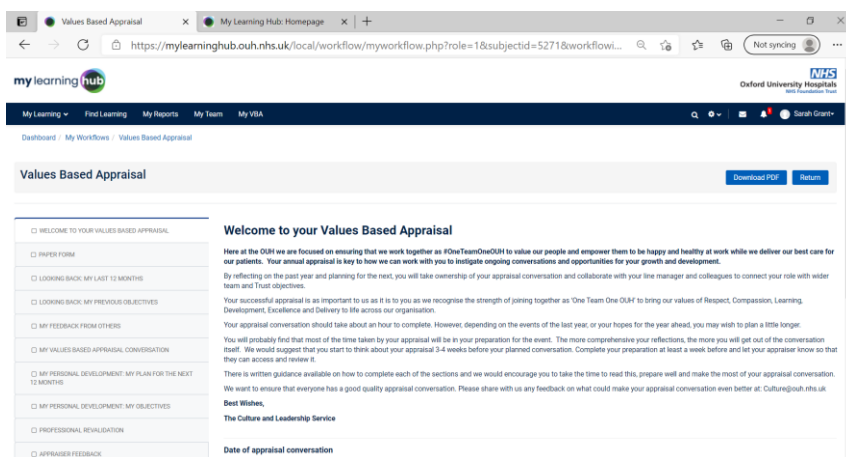 Values Based Appraisal
My Learning Hub: Homepage
https://mylearninghub.ouh.nhs.uk/local/workflow/myworkflow.php?role=1&subjectid=5271&workflowi...
Not syncing
my learning hub
NHS
Oxford University Hospitals
NHS Foundation Trust
My Learning Find Learning My Reports My Team My VBA
Sarah Grant
Dashboard / My Workflows / Values Based Appraisal
Values Based Appraisal
Download PDF Return
WELCOME TO YOUR VALUES BASED APPRAISAL
PAPER FORM
LOOKING BACK: MY LAST 12 MONTHS
LOOKING BACK: MY PREVIOUS OBJECTIVES
MY FEEDBACK FROM OTHERS
MY VALUES BASED APPRAISAL CONVERSATION
MY PERSONAL DEVELOPMENT: MY PLAN FOR THE NEXT
12 MONTHS
MY PERSONAL DEVELOPMENT: MY OBJECTIVES
PROFESSIONAL REVALIDATION
APPRAISER FEEDBACK
Welcome to your Values Based Appraisal
Here at the OUH we are focused on ensuring that we work together as #OneTeamOneOUH to value our people and empower them to be happy and healthy at work while we deliver our best care for
our patients. Your annual appraisal is key to how we can work with you to instigate ongoing conversations and opportunities for your growth and development.
By reflecting on the past year and planning for the next, you will take ownership of your appraisal conversation and collaborate with your line manager and colleagues to connect your role with wider
team and Trust objectives.
Your successful appraisal is as important to us as it is to you as we recognise the strength of joining together as 'One Team One OUH' to bring our values of Respect, Compassion, Learning,
Development, Excellence and Delivery to life across our organisation.
Your appraisal conversation should take about an hour to complete. However, depending on the events of the last year, or your hopes for the year ahead, you may wish to plan a little longer.
You will probably find that most of the time taken by your appraisal will be in your preparation for the event. The more comprehensive your reflections, the more you will get out of the conversation
itself. We would suggest that you start to think about your appraisal 3-4 weeks before your planned conversation. Complete your preparation at least a week before and let your appraiser know so that
they can access and review it.
There is written guidance available on how to complete each of the sections and we would encourage you to take the time to read this, prepare well and make the most of your appraisal conversation.
We want to ensure that everyone has a good quality appraisal conversation. Please share with us any feedback on what could make your appraisal conversation even better at: Culture@ouh.nhs.uk
Best Wishes,
The Culture and Leadership Service
Date of appraisal conversation